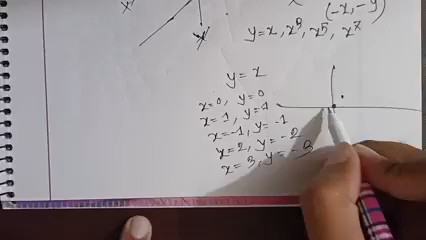 (-x, -y)
y = x, x³, x⁵, x⁷
y = x
x=0, y=0
x=1, y=1
x=-1, y=-1
y=2, y=-2
x=3, y=-3